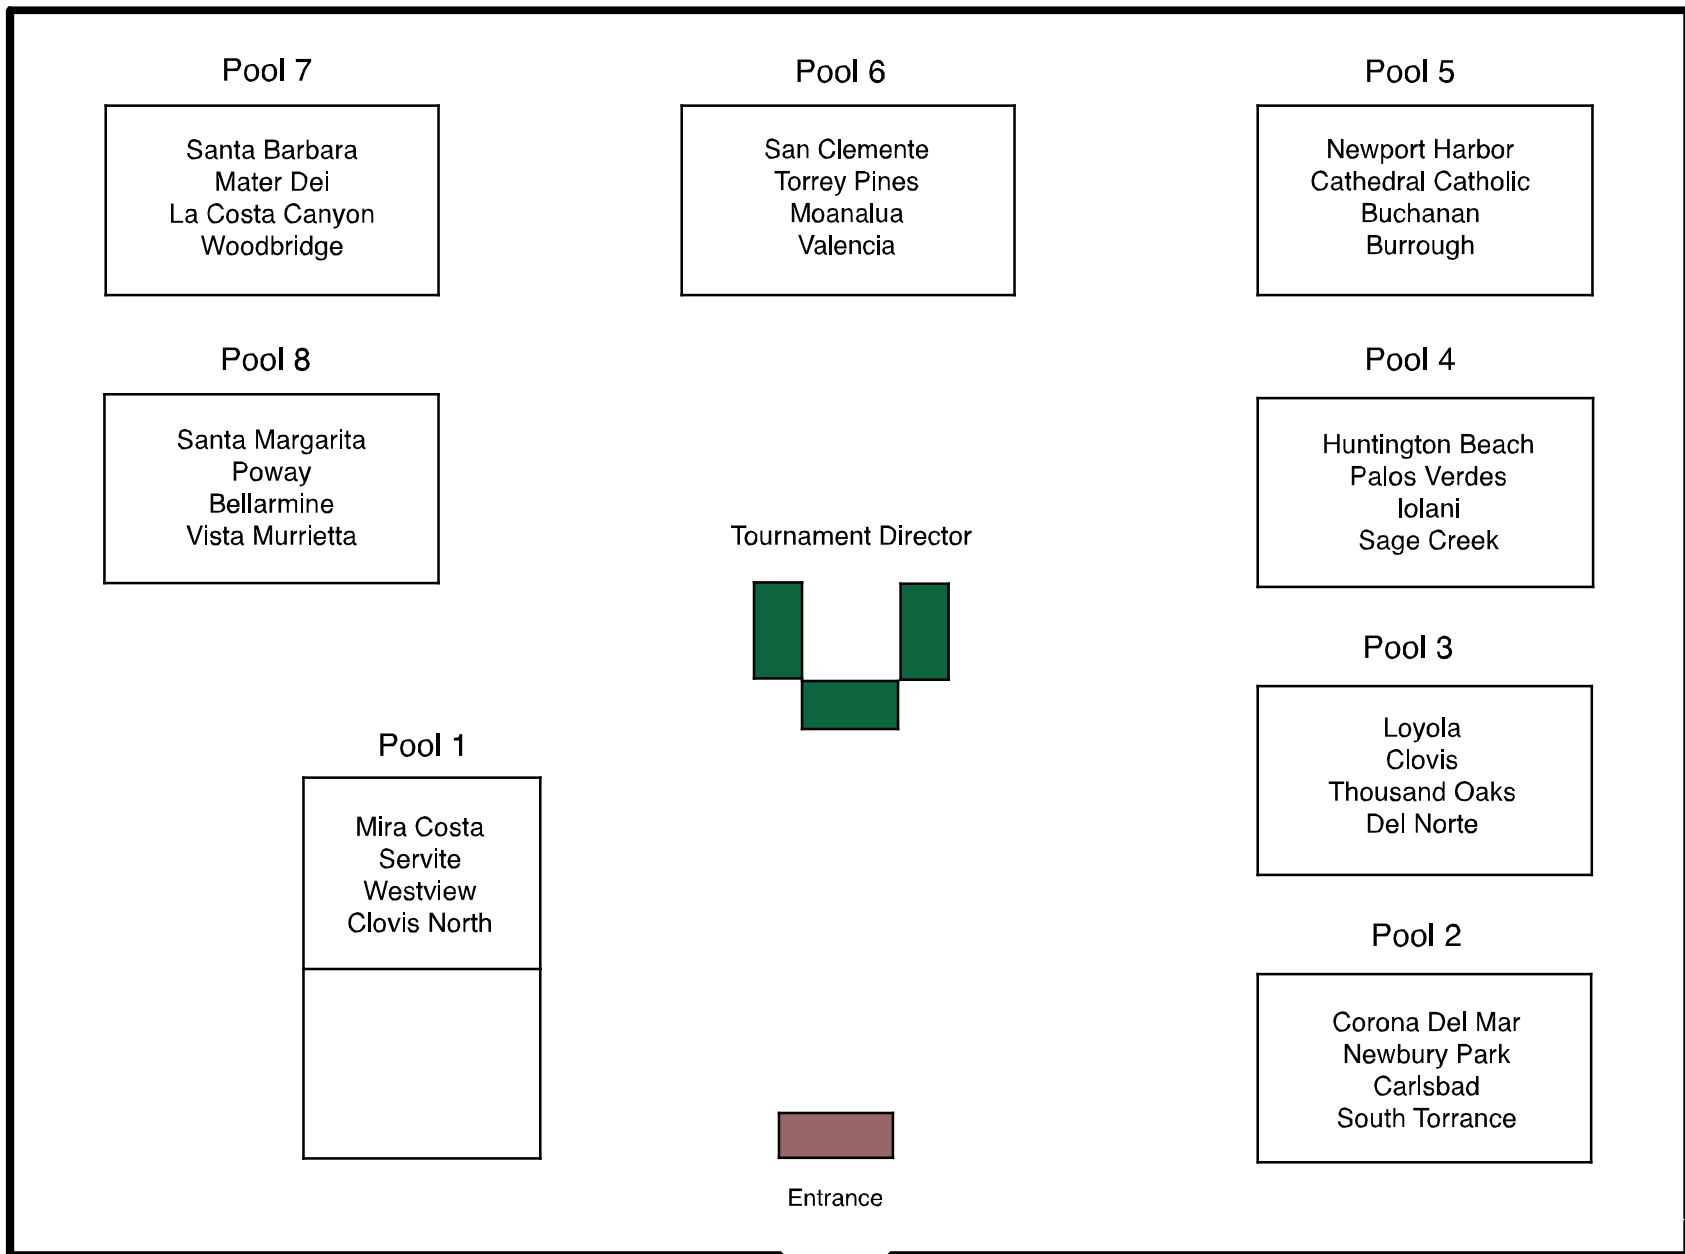 Pool 7
Santa Barbara
Mater Dei
La Costa Canyon
Woodbridge
Pool 6
San Clemente
Torrey Pines
Moanalua
Valencia
Pool 5
Newport Harbor
Cathedral Catholic
Buchanan
Burrough
Pool 8
Santa Margarita
Poway
Bellarmine
Vista Murrietta
Pool 4
Huntington Beach
Palos Verdes
Iolani
Sage Creek
Tournament Director
Pool 3
Loyola
Clovis
Thousand Oaks
Del Norte
Pool 1
Mira Costa
Servite
Westview
Clovis North
Pool 2
Corona Del Mar
Newbury Park
Carlsbad
South Torrance
Entrance